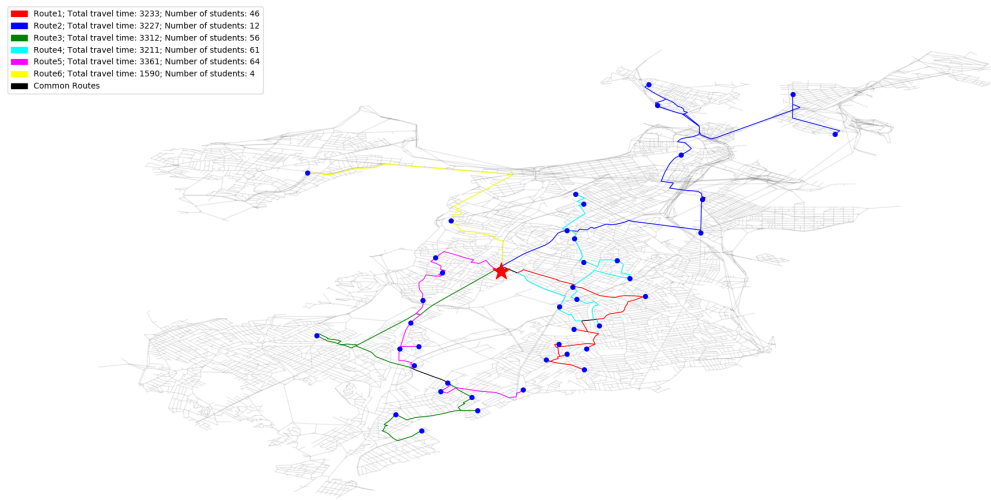 Route1; Total travel time: 3233; Number of students: 46
Route2; Total travel time: 3227; Number of students: 12
Route3; Total travel time: 3312; Number of students: 56
Route4; Total travel time: 3211; Number of students: 61
Route5; Total travel time: 3361; Number of students: 64
Route6; Total travel time: 1590; Number of students: 4
Common Routes